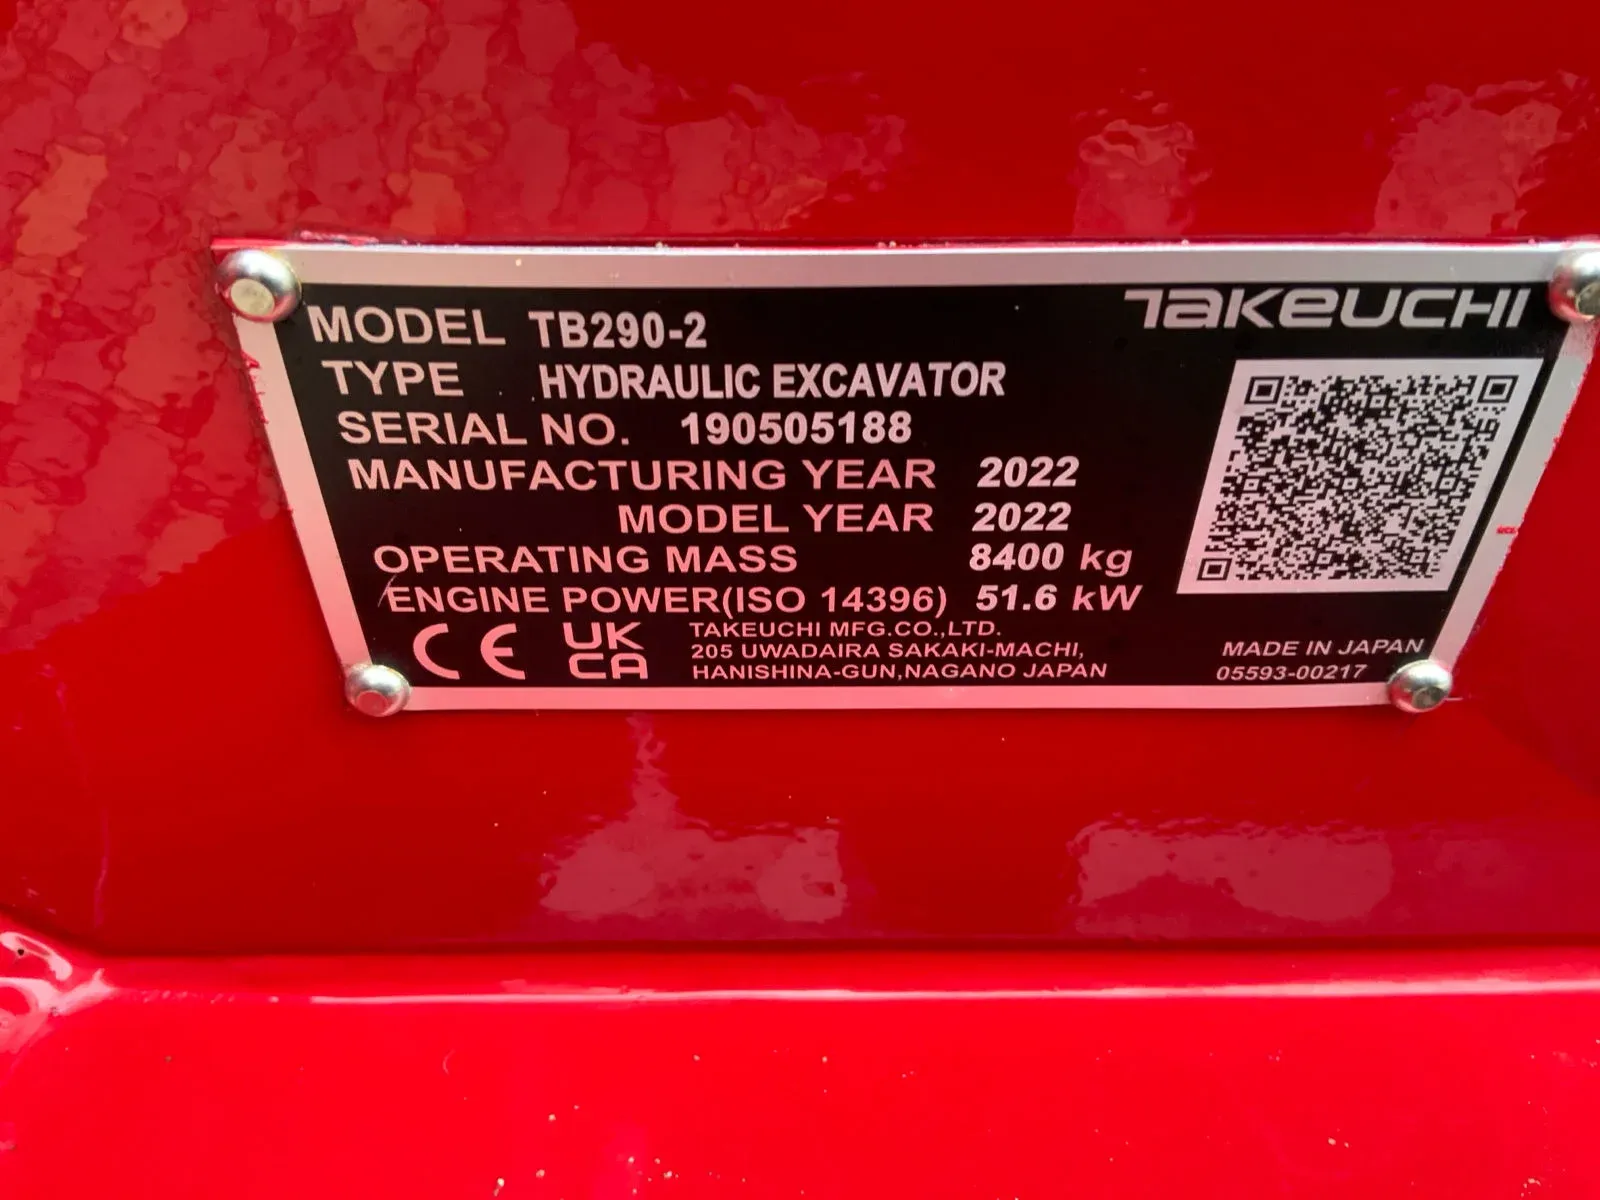 TAKEUCHI
MODEL TB290-2
TYPE HYDRAULIC EXCAVATOR
SERIAL NO. 190505188
MANUFACTURING YEAR 2022
MODEL YEAR 2022
OPERATING MASS 8400 kg
ENGINE POWER(ISO 14396) 51.6 kW
CE UK CA
TAKEUCHI MFG.CO.,LTD.
205 UWADAIRA SAKAKI-MACHI,
HANISHINA-GUN,NAGANO JAPAN
MADE IN JAPAN
05593-00217